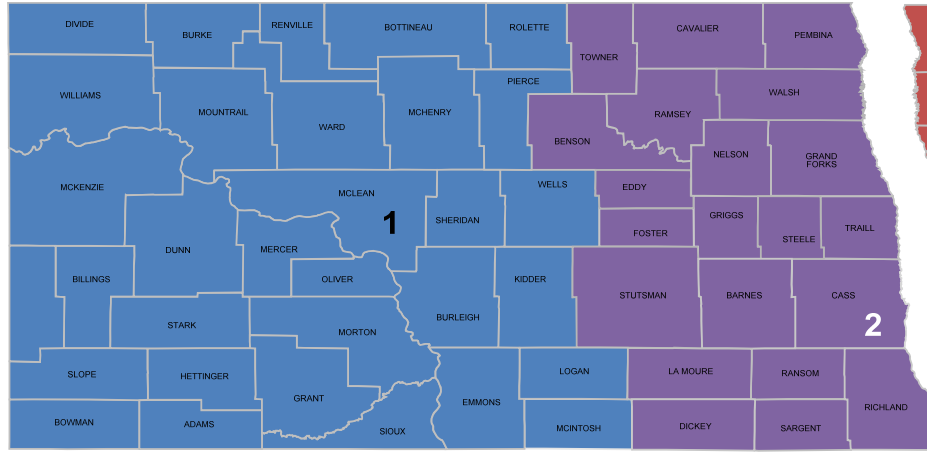 DIVIDE
BURKE
RENVILLE
BOTTINEAU
ROLETTE
TOWNER
CAVALIER
PEMBINA
WILLIAMS
MOUNTRAIL
WARD
MCHENRY
PIERCE
BENSON
RAMSEY
WALSH
NELSON
GRAND
FORKS
MCKENZIE
MCLEAN
1
SHERIDAN
WELLS
EDDY
FOSTER
GRIGGS
STEELE
TRAILL
BILLINGS
DUNN
MERCER
OLIVER
BURLEIGH
KIDDER
STUTSMAN
BARNES
CASS
2
STARK
MORTON
SLOPE
HETTINGER
GRANT
EMMONS
LOGAN
LA MOURE
RANSOM
RICHLAND
BOWMAN
ADAMS
SIOUX
MCINTOSH
DICKEY
SARGENT